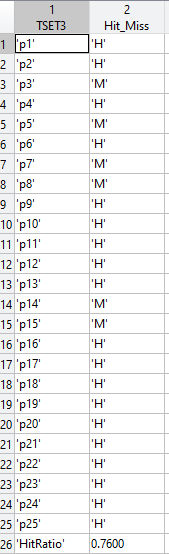 1 2
TSET3 Hit_Miss
1 'p1' 'H'
2 'p2' 'H'
3 'p3' 'M'
4 'p4' 'H'
5 'p5' 'M'
6 'p6' 'H'
7 'p7' 'M'
8 'p8' 'M'
9 'p9' 'H'
10 'p10' 'H'
11 'p11' 'H'
12 'p12' 'H'
13 'p13' 'H'
14 'p14' 'M'
15 'p15' 'M'
16 'p16' 'H'
17 'p17' 'H'
18 'p18' 'H'
19 'p19' 'H'
20 'p20' 'H'
21 'p21' 'H'
22 'p22' 'H'
23 'p23' 'H'
24 'p24' 'H'
25 'p25' 'H'
26 'HitRatio' 0.7600